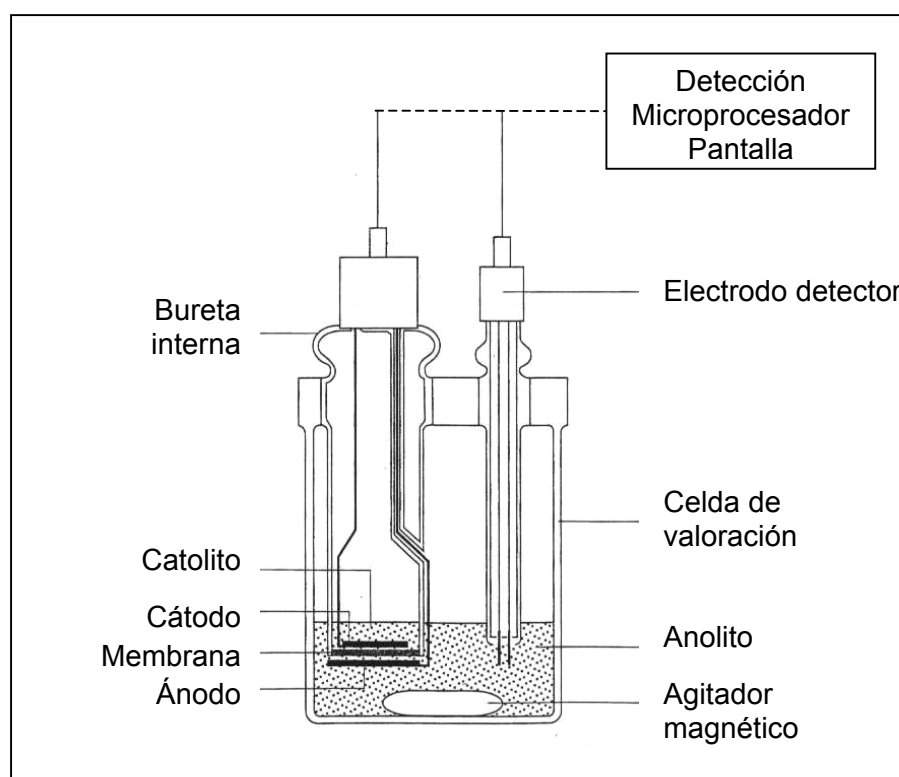 Detección
Microprocesador
Pantalla
Electrodo detector
Bureta
interna
Celda de
valoración
Catolito
Cátodo
Membrana
Ánodo
Anolito
Agitador
magnético